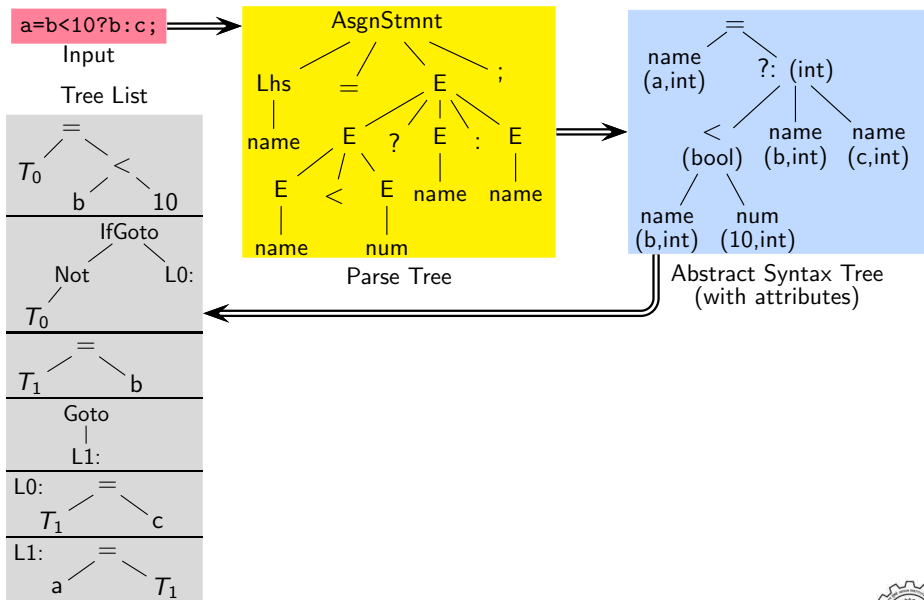 a=b<10?b:c;
Input
AsgnStmnt
Lhs = E ;
name E ? E : E
E < E name name
name num
Parse Tree
=
name ?: (int)
(a,int)
< name name
(bool) (b,int) (c,int)
name num
(b,int) (10,int)
Abstract Syntax Tree
(with attributes)
Tree List
=
T₀ <
b 10
IfGoto
Not L0:
T₀
=
T₁ b
Goto
L1:
L0: =
T₁ c
L1: =
a T₁